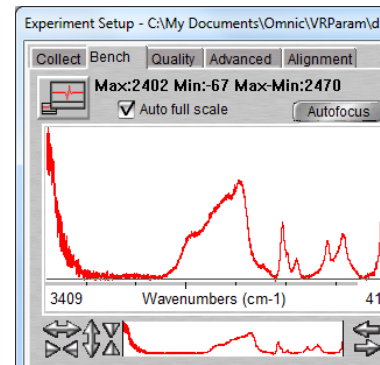 Experiment Setup - C:\My Documents\Omnic\VRParam\d
Collect Bench Quality Advanced Alignment
Max:2402 Min:-67 Max-Min:2470
Auto full scale Autofocus
3409 Wavenumbers (cm-1) 41